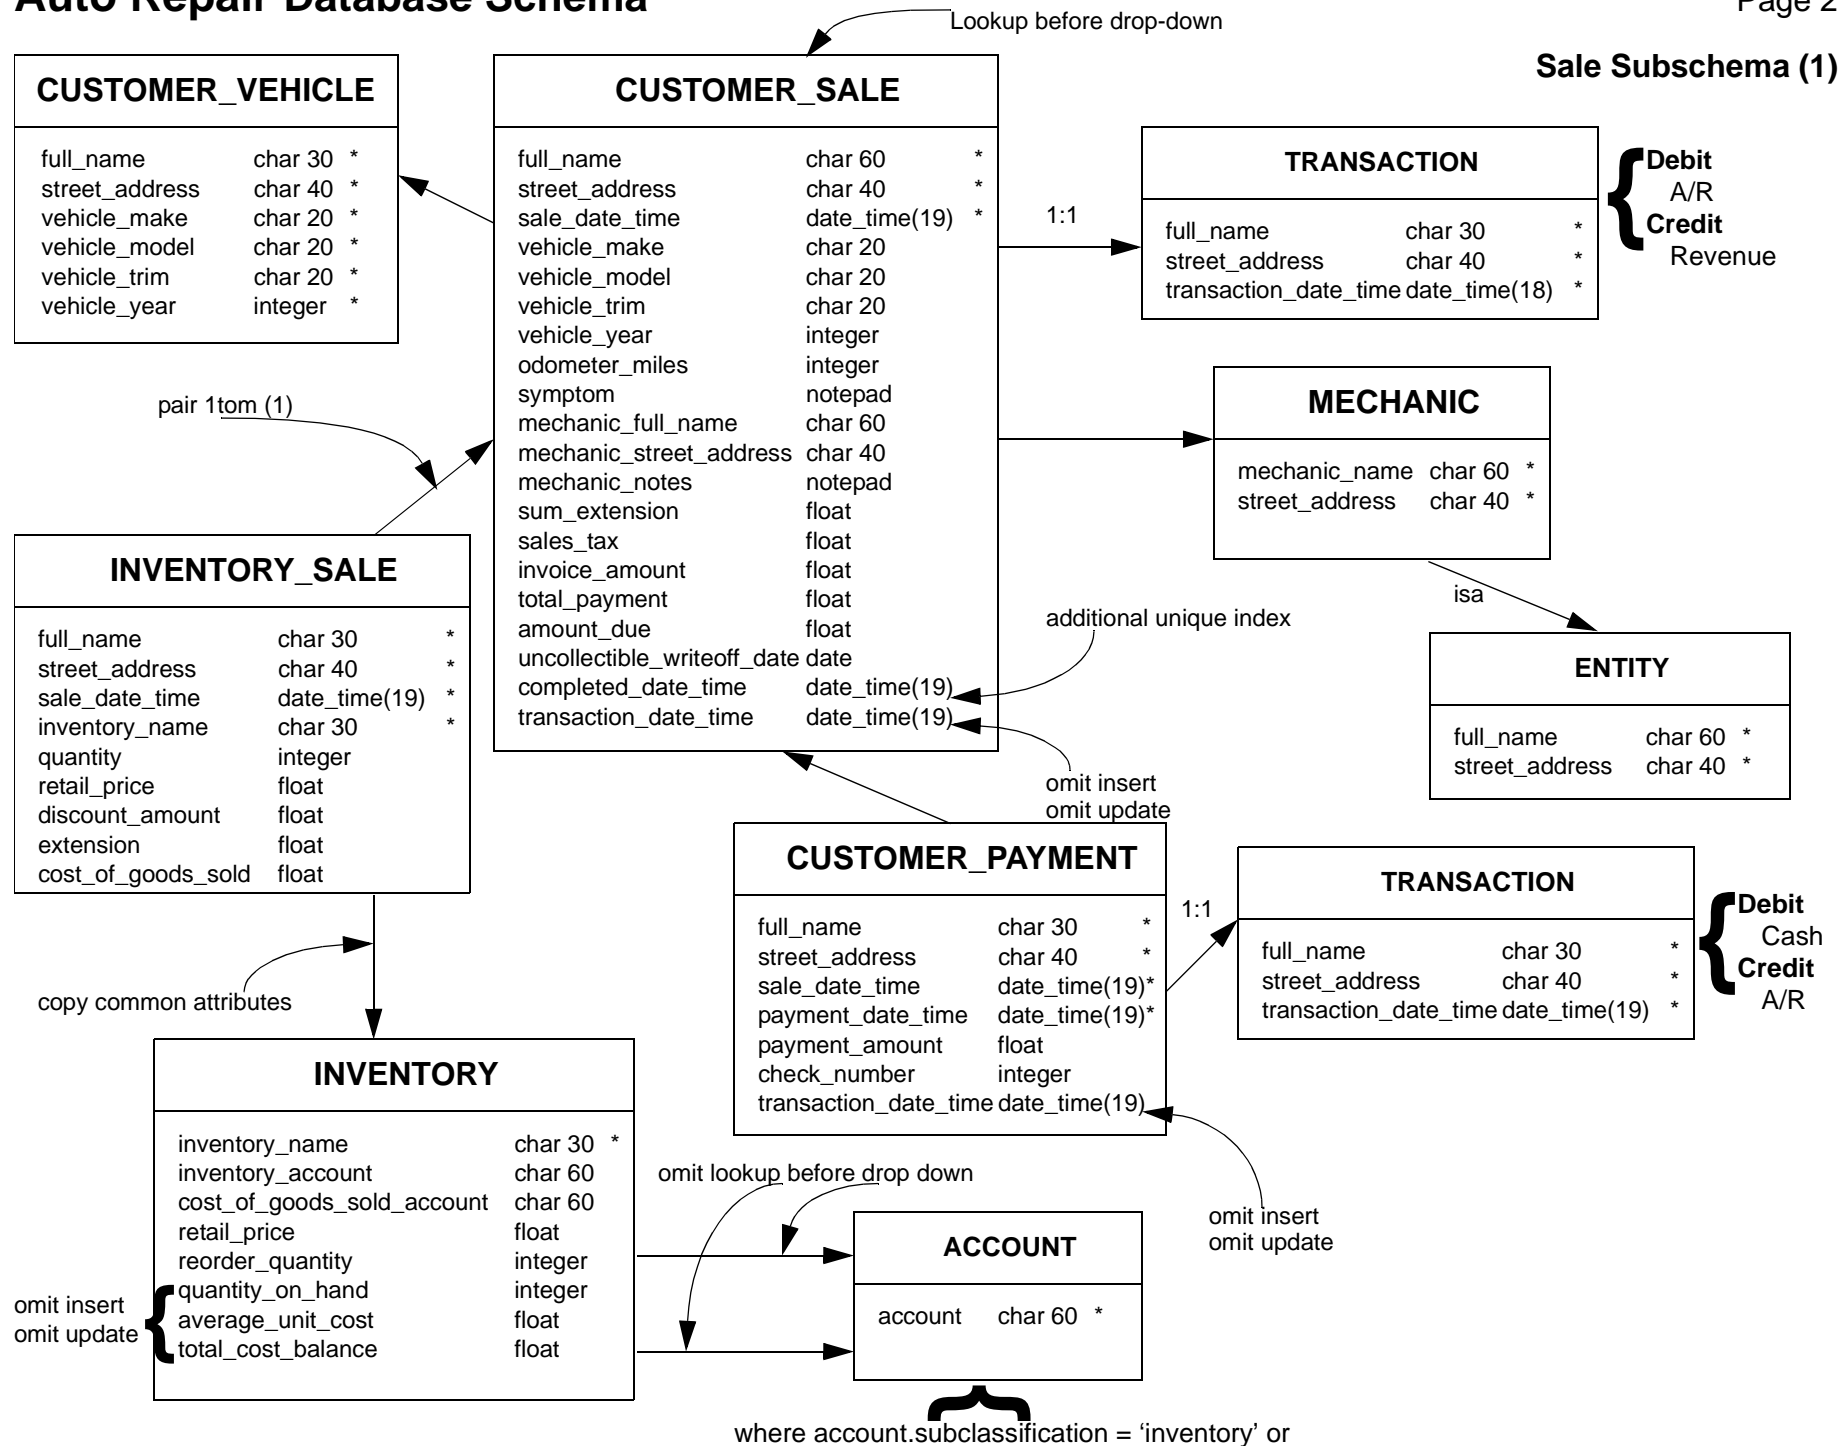 Auto Repair Database Schema
Page 2
Lookup before drop-down
Sale Subschema (1)
CUSTOMER_VEHICLE
full_name char 30 *
street_address char 40 *
vehicle_make char 20 *
vehicle_model char 20 *
vehicle_trim char 20 *
vehicle_year integer *
CUSTOMER_SALE
full_name char 60 *
street_address char 40 *
sale_date_time date_time(19) *
vehicle_make char 20
vehicle_model char 20
vehicle_trim char 20
vehicle_year integer
odometer_miles integer
symptom notepad
mechanic_full_name char 60
mechanic_street_address char 40
mechanic_notes notepad
sum_extension float
sales_tax float
invoice_amount float
total_payment float
amount_due float
uncollectible_writeoff_date date
completed_date_time date_time(19)
transaction_date_time date_time(19)
1:1
TRANSACTION
full_name char 30 *
street_address char 40 *
transaction_date_time date_time(18) *
Debit
A/R
Credit
Revenue
pair 1tom (1)
MECHANIC
mechanic_name char 60 *
street_address char 40 *
isa
ENTITY
full_name char 60 *
street_address char 40 *
additional unique index
omit insert
omit update
INVENTORY_SALE
full_name char 30 *
street_address char 40 *
sale_date_time date_time(19) *
inventory_name char 30 *
quantity integer
retail_price float
discount_amount float
extension float
cost_of_goods_sold float
copy common attributes
CUSTOMER_PAYMENT
full_name char 30 *
street_address char 40 *
sale_date_time date_time(19)*
payment_date_time date_time(19)*
payment_amount float
check_number integer
transaction_date_time date_time(19)
1:1
TRANSACTION
full_name char 30 *
street_address char 40 *
transaction_date_time date_time(19) *
Debit
Cash
Credit
A/R
omit insert
omit update
INVENTORY
inventory_name char 30 *
inventory_account char 60
cost_of_goods_sold_account char 60
retail_price float
reorder_quantity integer
quantity_on_hand integer
average_unit_cost float
total_cost_balance float
omit insert
omit update
omit lookup before drop down
ACCOUNT
account char 60 *
where account.subclassification = ‘inventory’ or